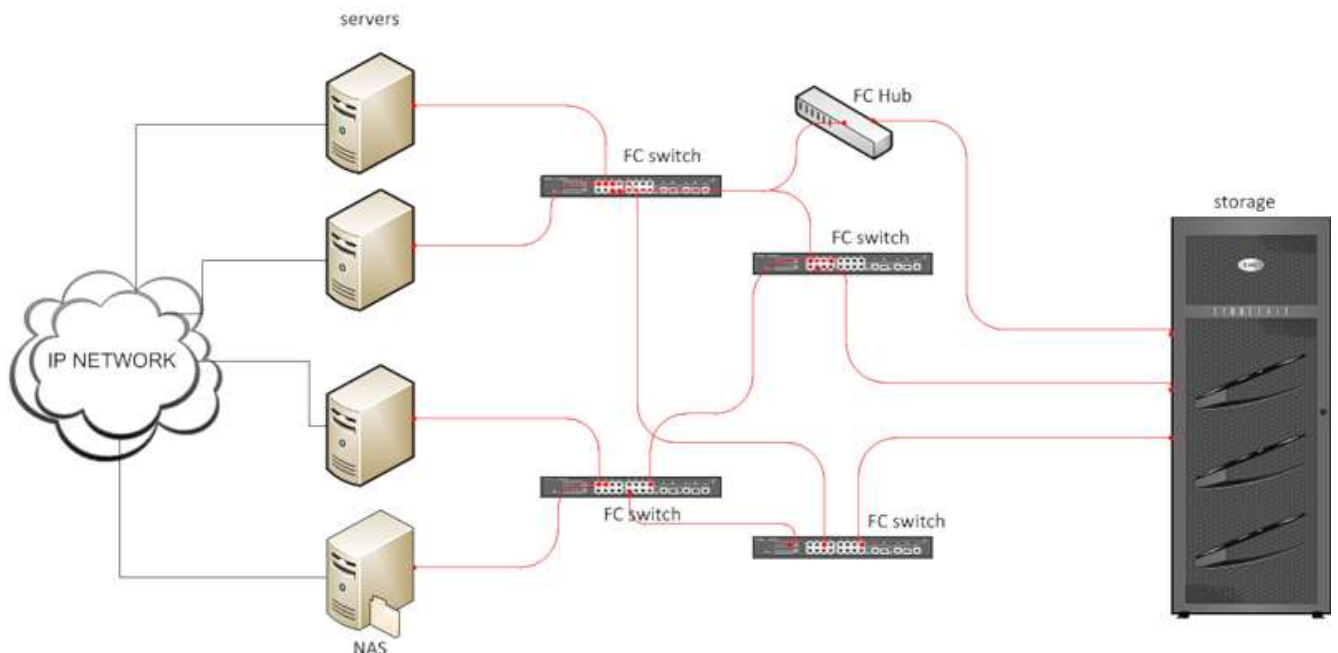 servers
FC Hub
FC switch
storage
FC switch
IP NETWORK
FC switch
FC switch
NAS